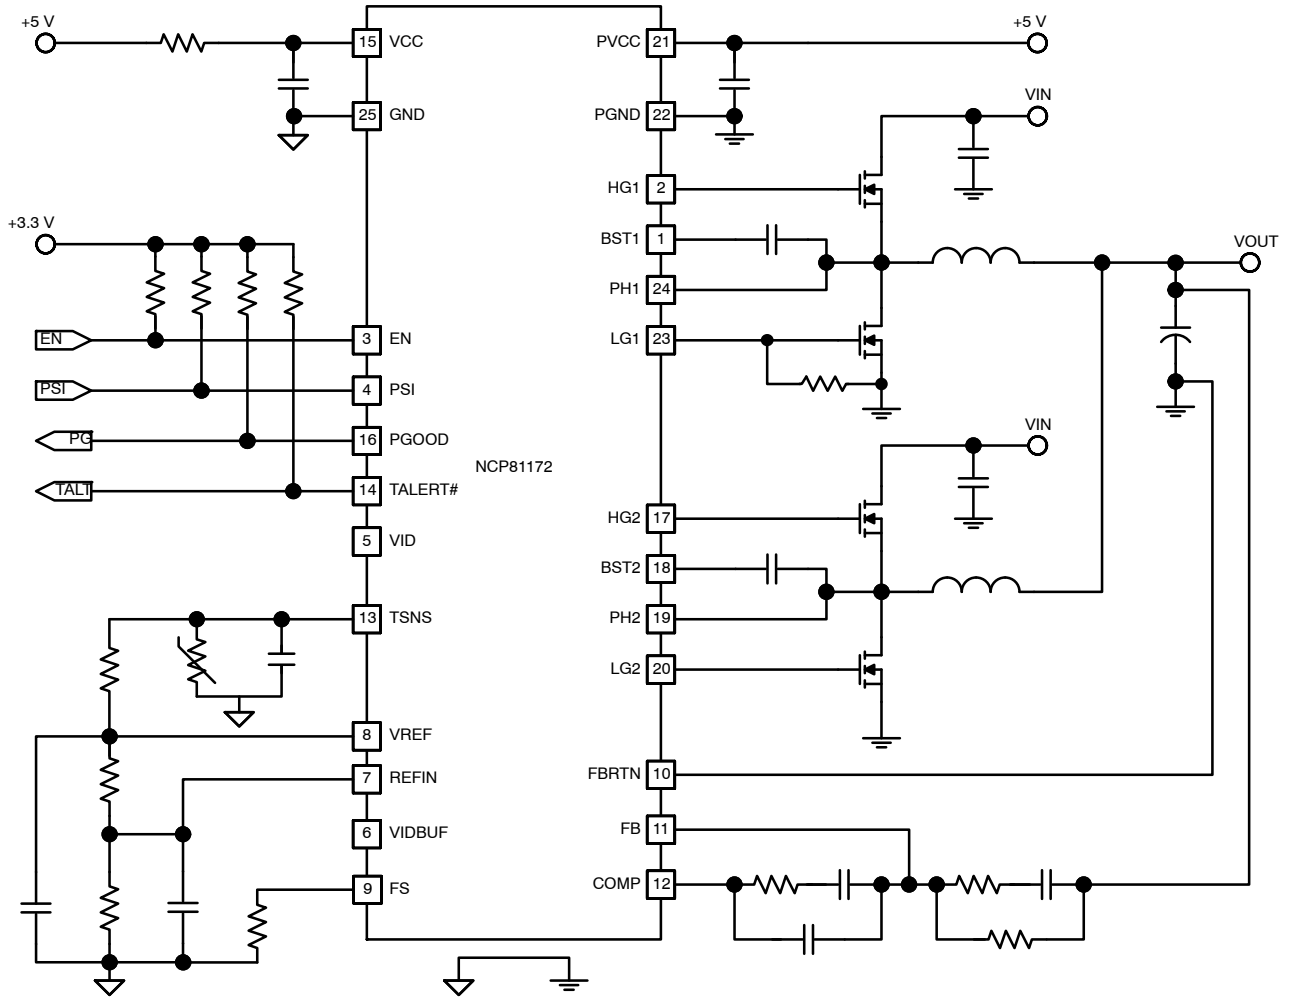 +5 V
15 VCC
25 GND
+3.3 V
EN
3 EN
PSI
4 PSI
PG
16 PGOOD
TALT
14 TALERT#
5 VID
13 TSNS
8 VREF
7 REFIN
6 VIDBUF
9 FS
NCP81172
PVCC 21
+5 V
PGND 22
VIN
HG1 2
BST1 1
PH1 24
VOUT
LG1 23
VIN
HG2 17
BST2 18
PH2 19
LG2 20
FBRTN 10
FB 11
COMP 12